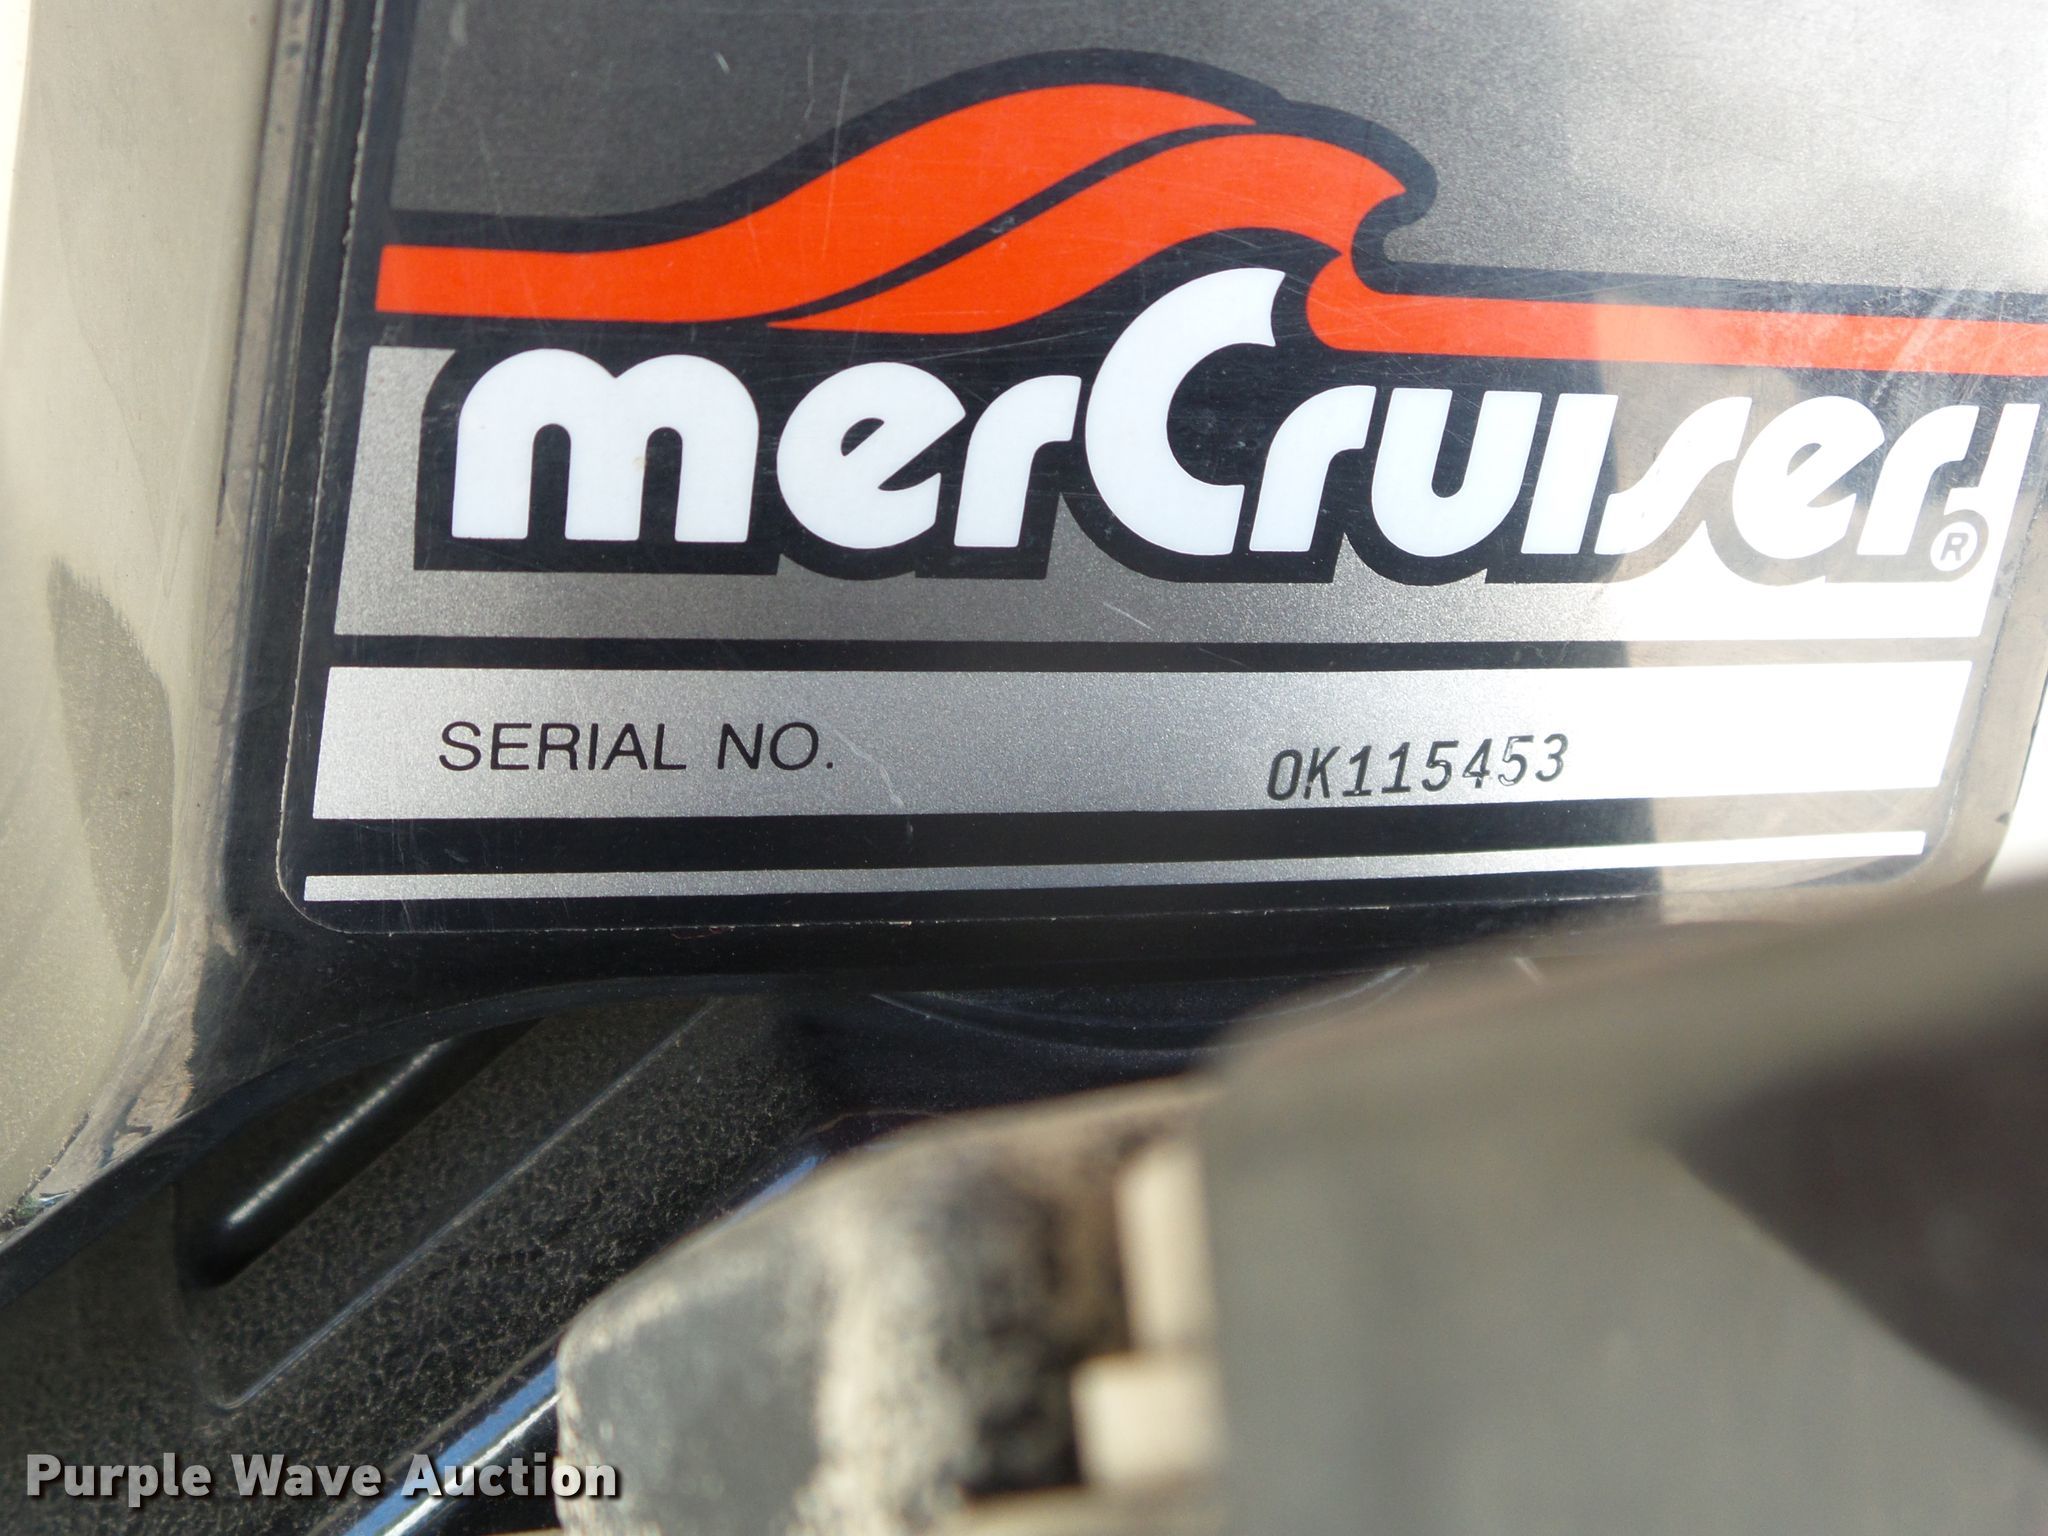 merCruiser®
SERIAL NO. 0K115453
Purple Wave Auction